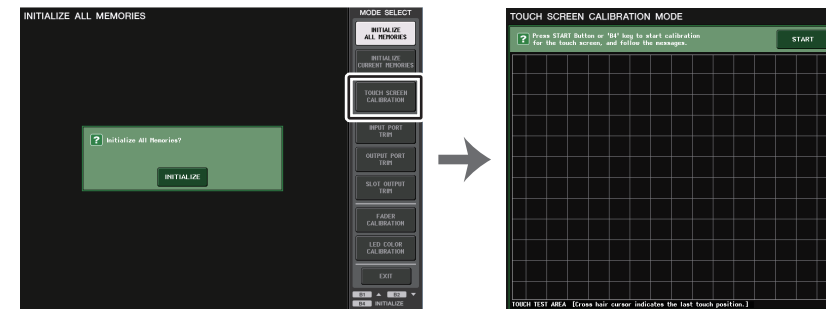 INITIALIZE ALL MEMORIES
? Initialize All Memories?
INITIALIZE
MODE SELECT
INITIALIZE
ALL MEMORIES
INITIALIZE
CURRENT MEMORIES
TOUCH SCREEN
CALIBRATION
INPUT PORT
TRIM
OUTPUT PORT
TRIM
SLOT OUTPUT
TRIM
FADER
CALIBRATION
LED COLOR
CALIBRATION
EXIT
B1 ▲ B2 ▼
B4 INITIALIZE
TOUCH SCREEN CALIBRATION MODE
? Press START Button or 'B4' key to start calibration
for the touch screen, and follow the messages.
START
TOUCH TEST AREA [Cross hair cursor indicates the last touch position.]